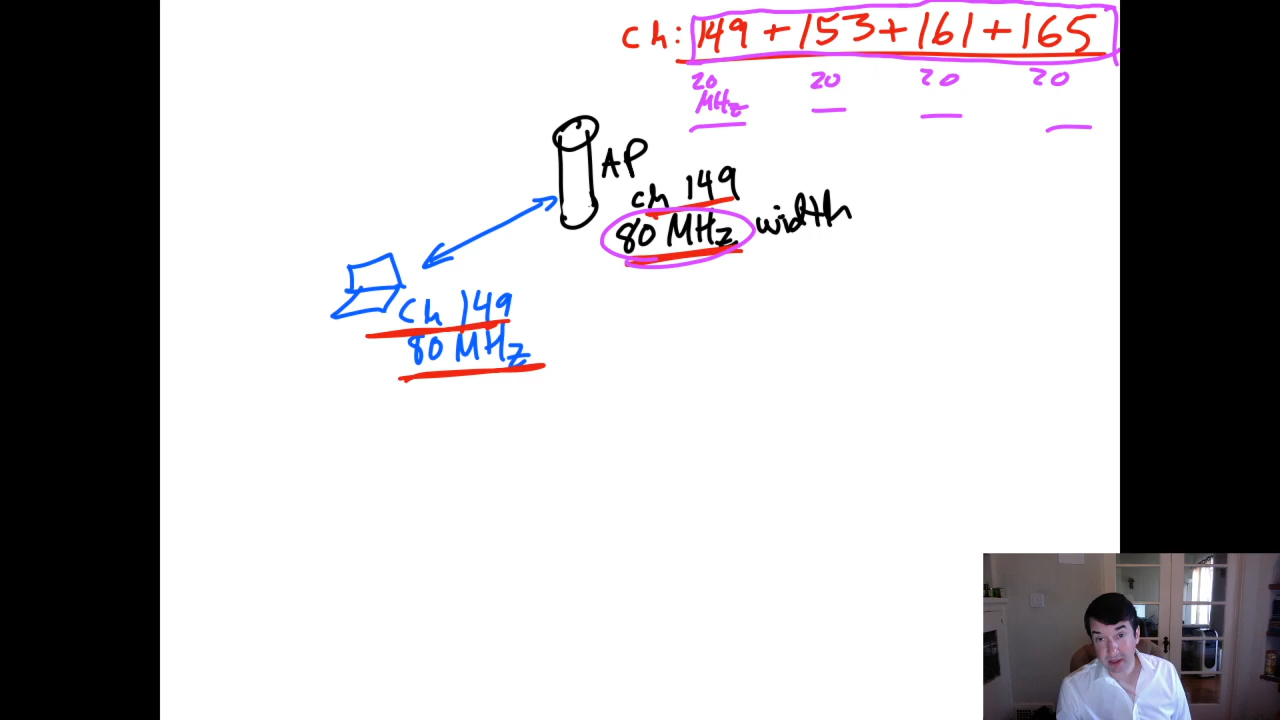 ch: 149 + 153 + 161 + 165
20 MHz 20 20 20
AP
ch 149
80 MHz width
Ch 149
80 MHz